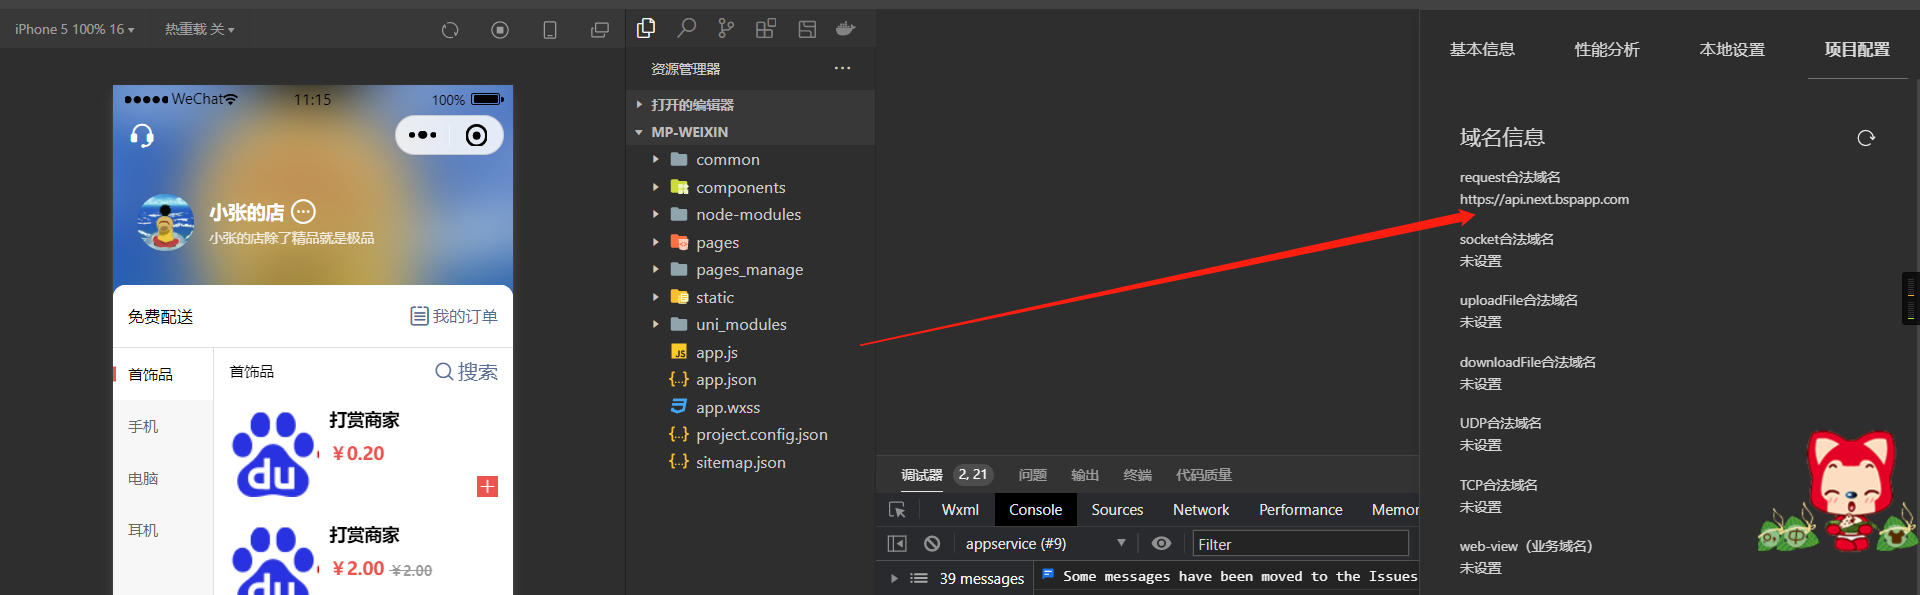 iPhone 5 100% 16
热重载 关
WeChat
11:15
100%
小张的店
小张的店除了精品就是极品
免费配送
我的订单
首饰品
手机
电脑
耳机
首饰品
搜索
打赏商家
￥0.20
打赏商家
￥2.00 ￥2.00
du
du
资源管理器
打开的编辑器
MP-WEIXIN
common
components
node-modules
pages
pages_manage
static
uni_modules
JS app.js
{..} app.json
app.wxss
{..} project.config.json
{..} sitemap.json
调试器 2, 21 问题 输出 终端 代码质量
Wxml Console Sources Network Performance Memor
appservice (#9)
Filter
39 messages
Some messages have been moved to the Issues
基本信息 性能分析 本地设置 项目配置
域名信息
request合法域名
https://api.next.bspapp.com
socket合法域名
未设置
uploadFile合法域名
未设置
downloadFile合法域名
未设置
UDP合法域名
未设置
TCP合法域名
未设置
web-view（业务域名）
未设置
中